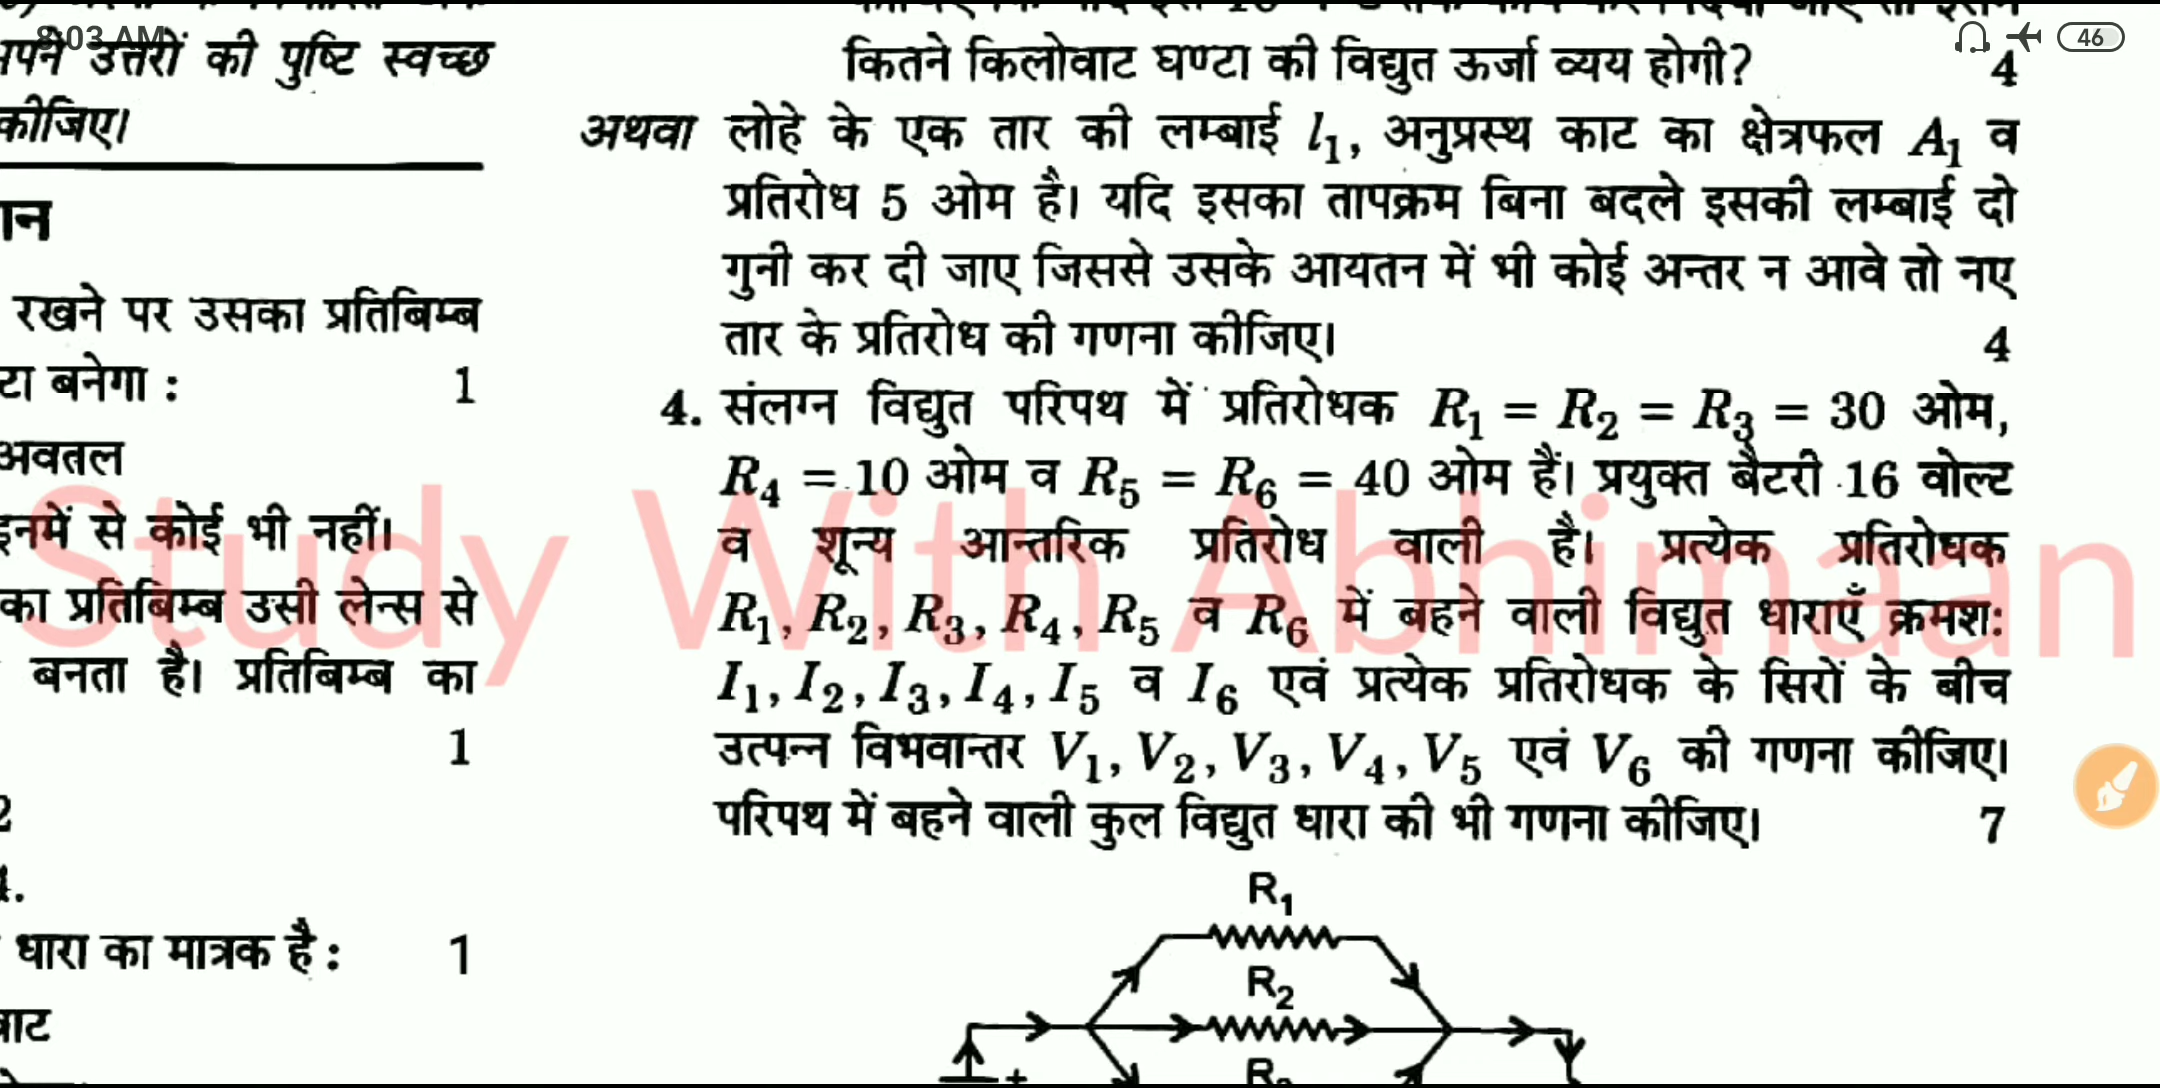 8:03 AM
46
अपने उत्तरों की पुष्टि स्वच्छ
कीजिए।
रखने पर उसका प्रतिबिम्ब
टा बनेगा : 1
अवतल
इनमें से कोई भी नहीं।
का प्रतिबिम्ब उसी लेन्स से
बनता है। प्रतिबिम्ब का
1
2
धारा का मात्रक है : 1
कितने किलोवाट घण्टा की विद्युत ऊर्जा व्यय होगी? 4
अथवा लोहे के एक तार की लम्बाई l₁, अनुप्रस्थ काट का क्षेत्रफल A₁ व
प्रतिरोध 5 ओम है। यदि इसका तापक्रम बिना बदले इसकी लम्बाई दो
गुनी कर दी जाए जिससे उसके आयतन में भी कोई अन्तर न आवे तो नए
तार के प्रतिरोध की गणना कीजिए। 4
4. संलग्न विद्युत परिपथ में प्रतिरोधक R₁ = R₂ = R₃ = 30 ओम,
R₄ = 10 ओम व R₅ = R₆ = 40 ओम हैं। प्रयुक्त बैटरी 16 वोल्ट
व शून्य आन्तरिक प्रतिरोध वाली है। प्रत्येक प्रतिरोधक
R₁, R₂, R₃, R₄, R₅ व R₆ में बहने वाली विद्युत धाराएँ क्रमश:
I₁, I₂, I₃, I₄, I₅ व I₆ एवं प्रत्येक प्रतिरोधक के सिरों के बीच
उत्पन्न विभवान्तर V₁, V₂, V₃, V₄, V₅ एवं V₆ की गणना कीजिए।
परिपथ में बहने वाली कुल विद्युत धारा की भी गणना कीजिए। 7
R₁
R₂
+
Study With Abhimaan